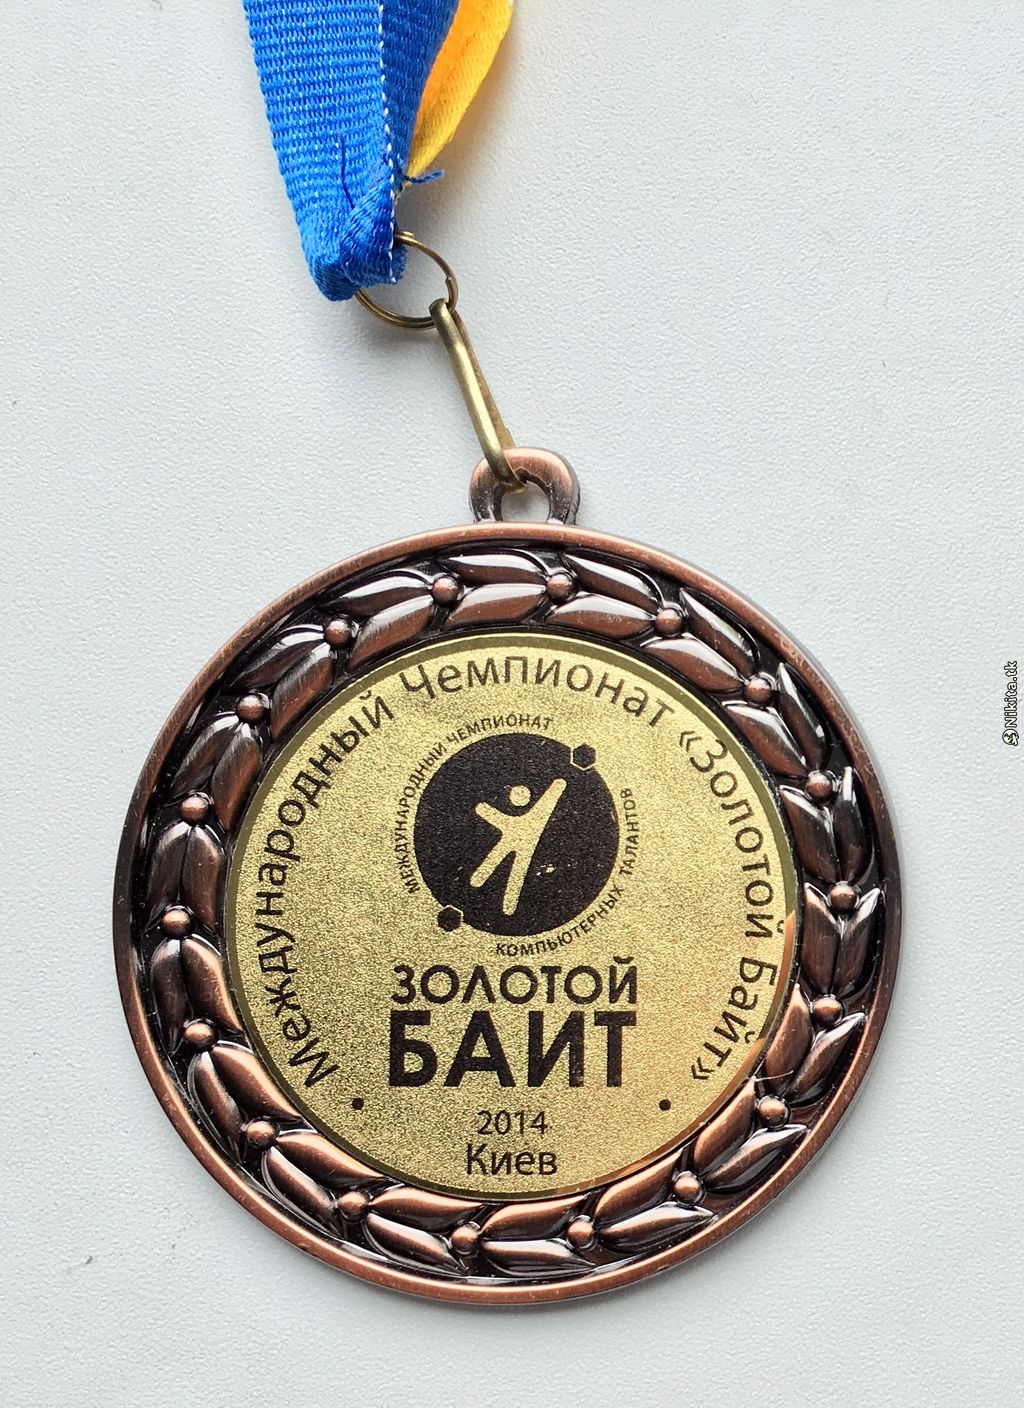 Международный Чемпионат «Золотой Байт»
МЕЖДУНАРОДНЫЙ ЧЕМПИОНАТ
КОМПЬЮТЕРНЫХ ТАЛАНТОВ
ЗОЛОТОЙ
БАЙТ
2014
Киев
Nikita.tk